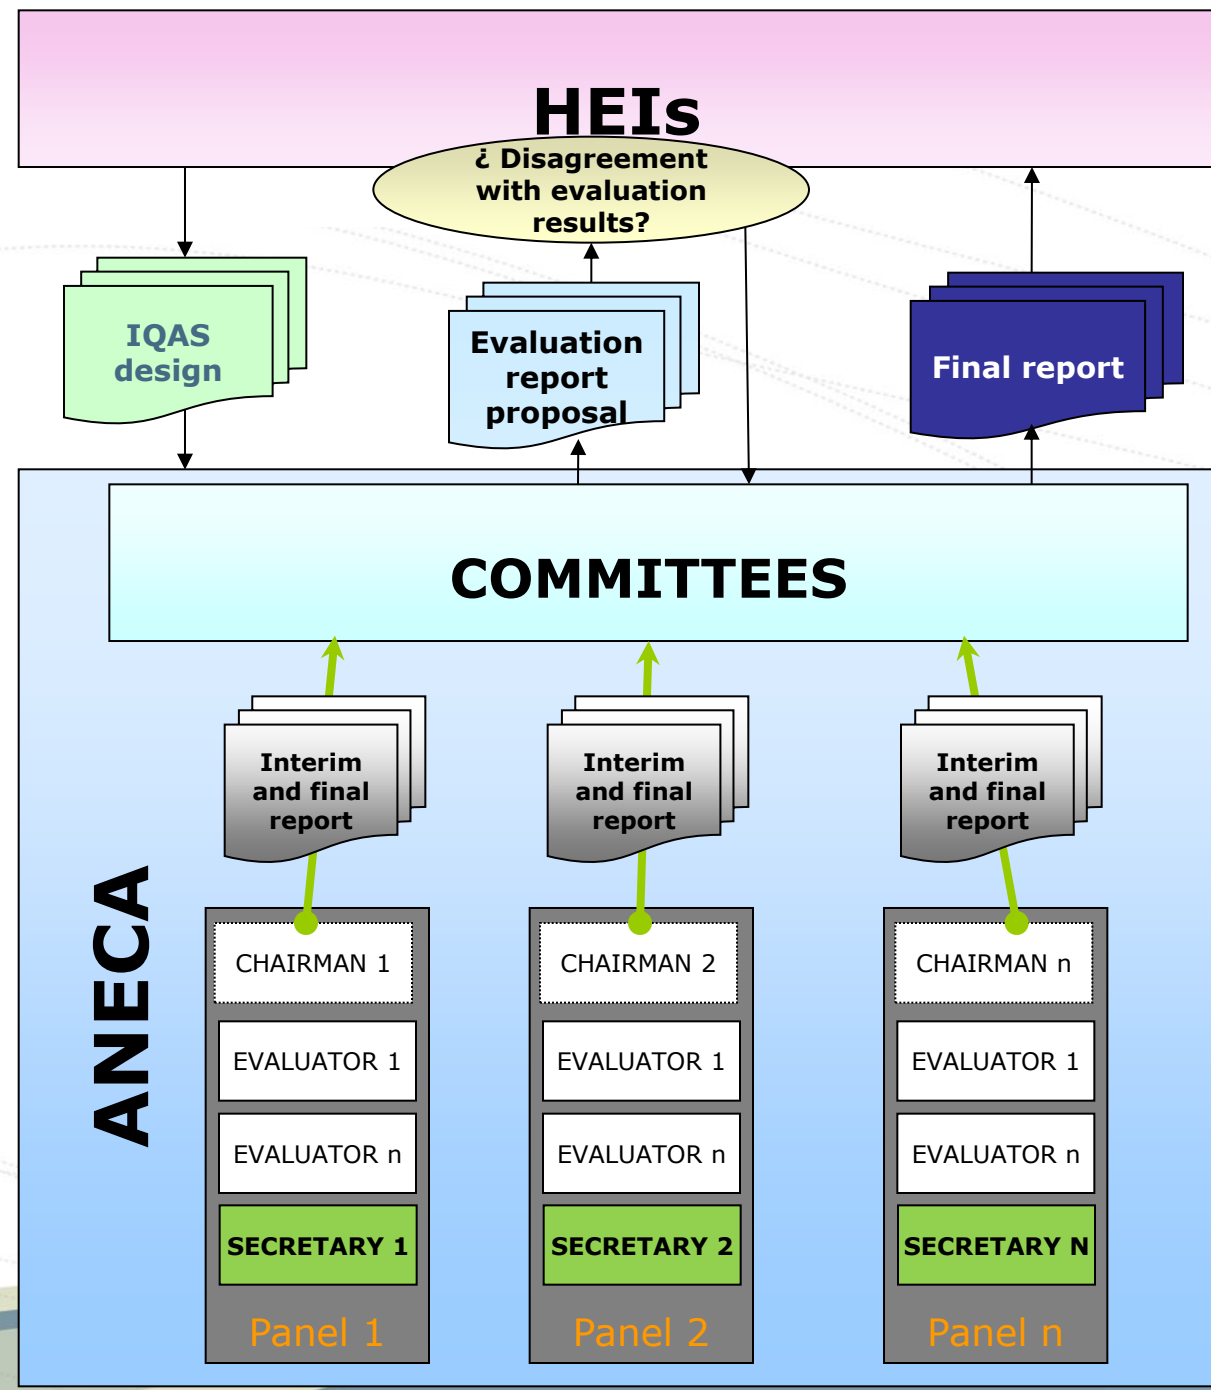 HEIs
¿ Disagreement
with evaluation
results?
IQAS
design
Evaluation
report
proposal
Final report
COMMITTEES
Interim
and final
report
Interim
and final
report
Interim
and final
report
ANECA
CHAIRMAN 1
EVALUATOR 1
EVALUATOR n
SECRETARY 1
Panel 1
CHAIRMAN 2
EVALUATOR 1
EVALUATOR n
SECRETARY 2
Panel 2
CHAIRMAN n
EVALUATOR 1
EVALUATOR n
SECRETARY N
Panel n